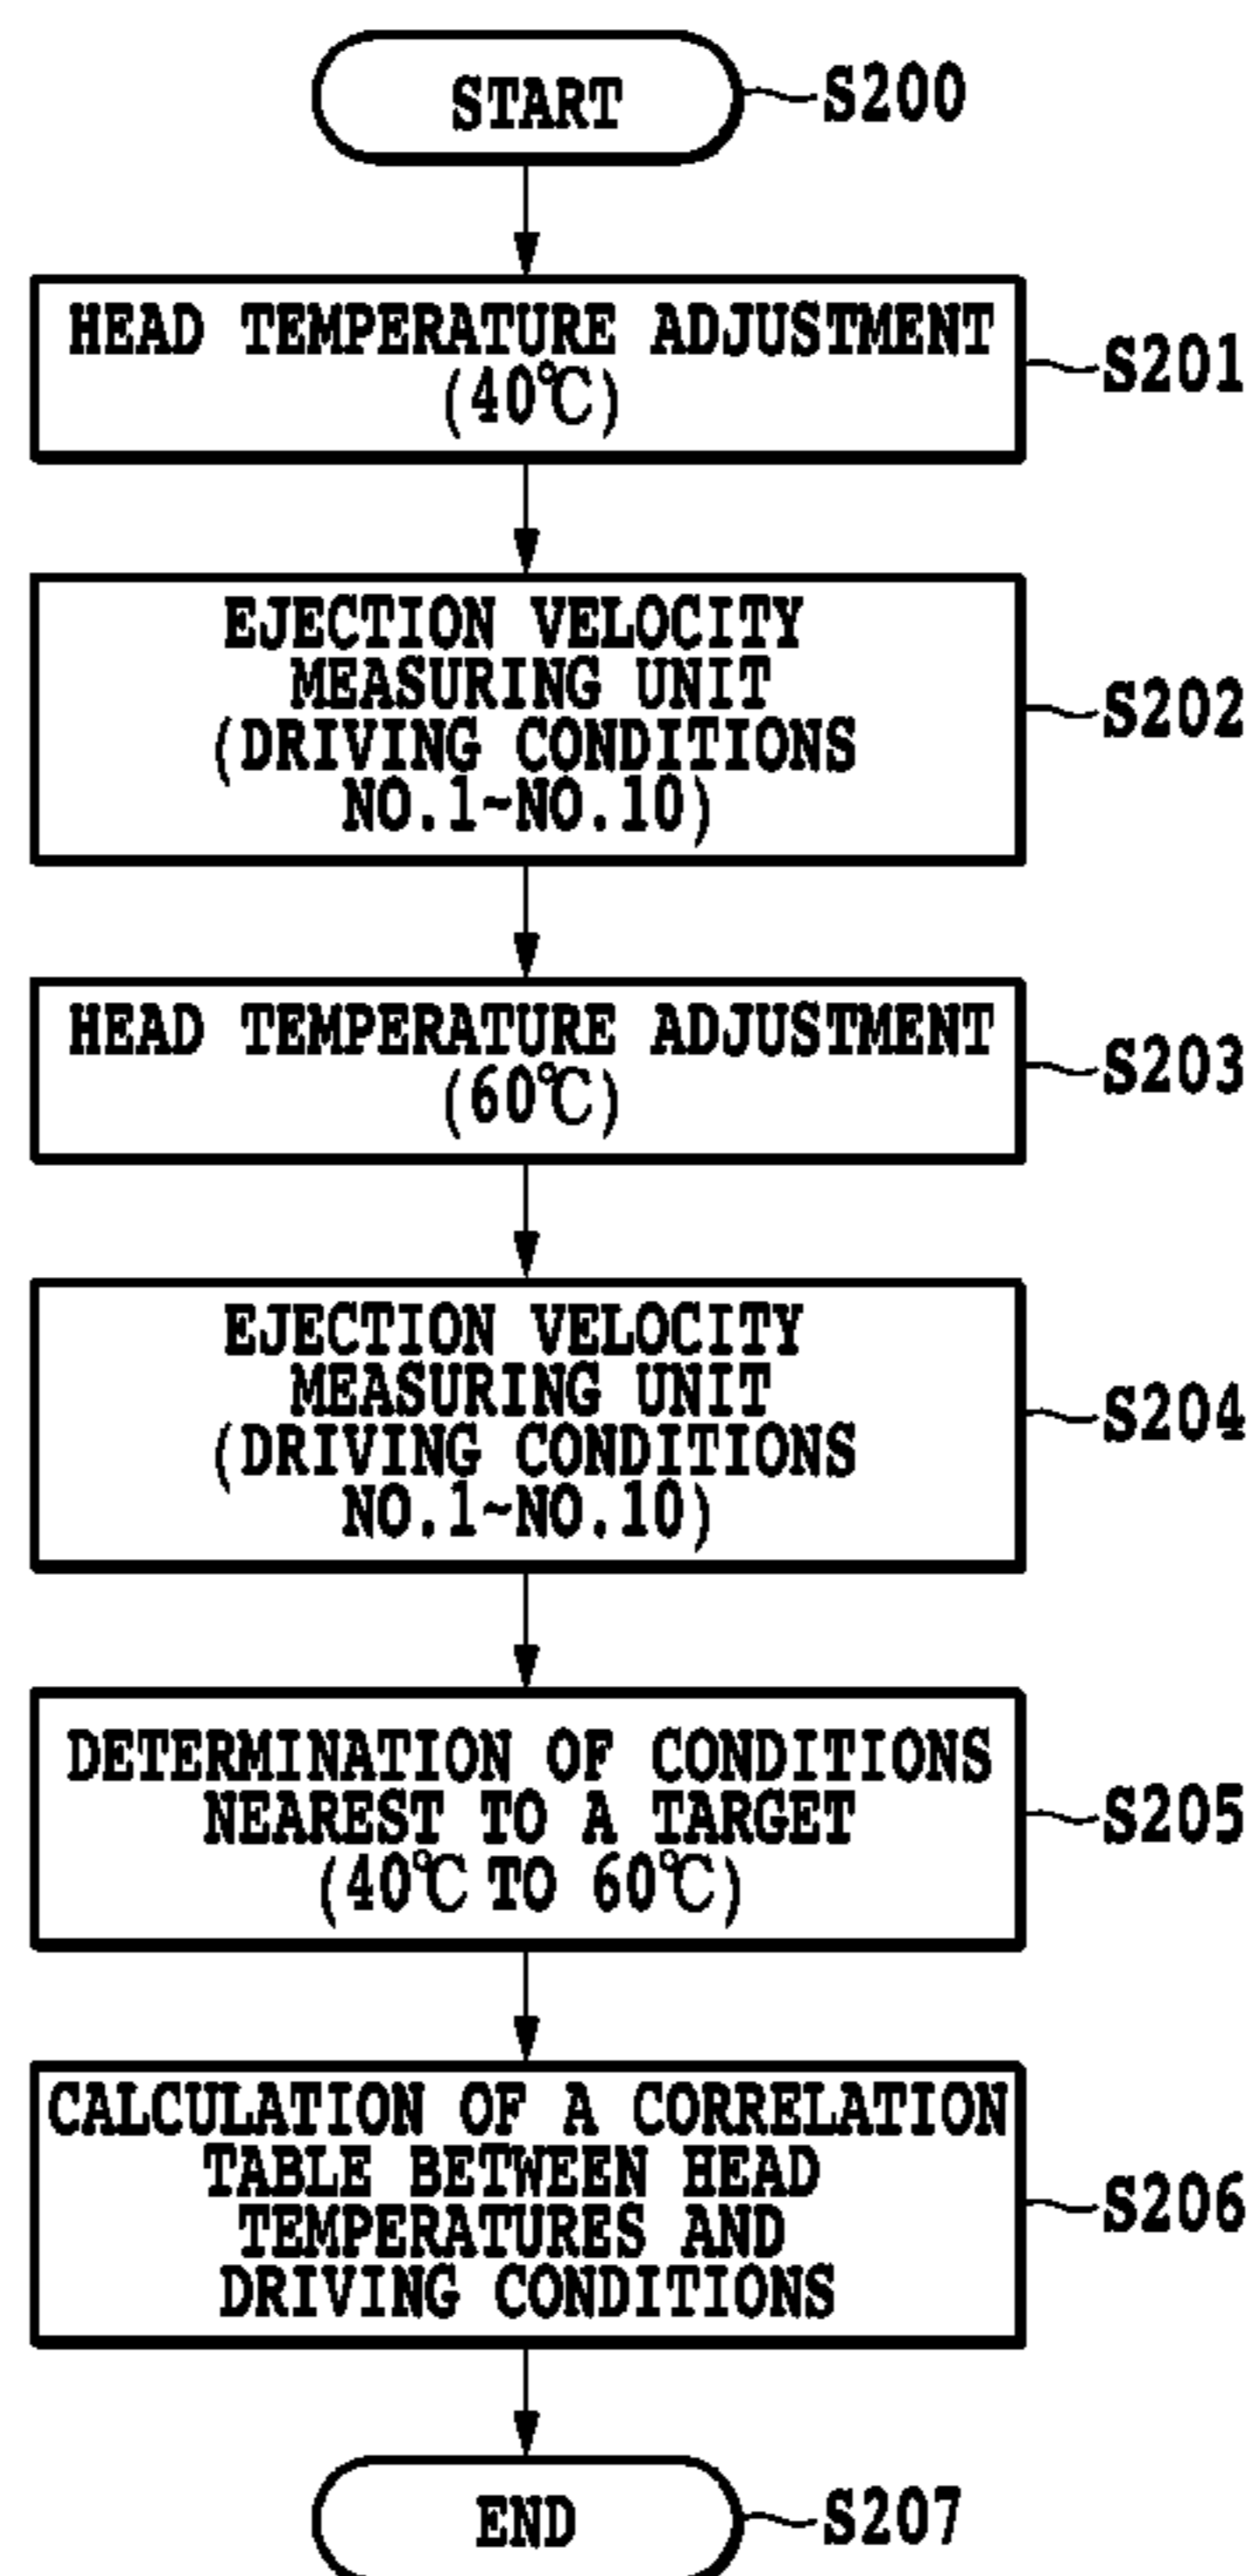 START
S200
HEAD TEMPERATURE ADJUSTMENT
(40℃)
S201
EJECTION VELOCITY
MEASURING UNIT
(DRIVING CONDITIONS
NO.1~NO.10)
S202
HEAD TEMPERATURE ADJUSTMENT
(60℃)
S203
EJECTION VELOCITY
MEASURING UNIT
(DRIVING CONDITIONS
NO.1~NO.10)
S204
DETERMINATION OF CONDITIONS
NEAREST TO A TARGET
(40℃ TO 60℃)
S205
CALCULATION OF A CORRELATION
TABLE BETWEEN HEAD
TEMPERATURES AND
DRIVING CONDITIONS
S206
END
S207